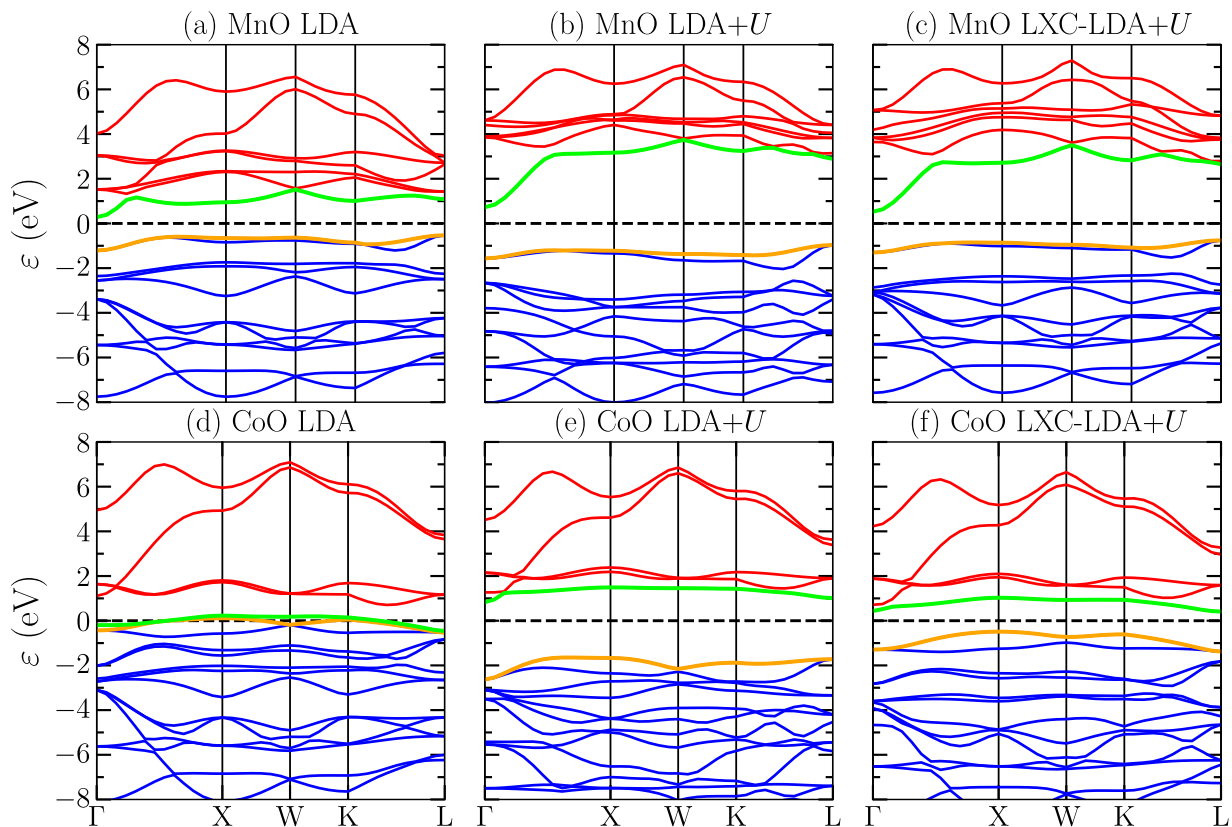 (a) MnO LDA
(b) MnO LDA+U
(c) MnO LXC-LDA+U
8
6
4
2
0
−2
−4
−6
−8
ε (eV)
(d) CoO LDA
(e) CoO LDA+U
(f) CoO LXC-LDA+U
8
6
4
2
0
−2
−4
−6
−8
ε (eV)
Γ X W K L
X W K L
X W K L